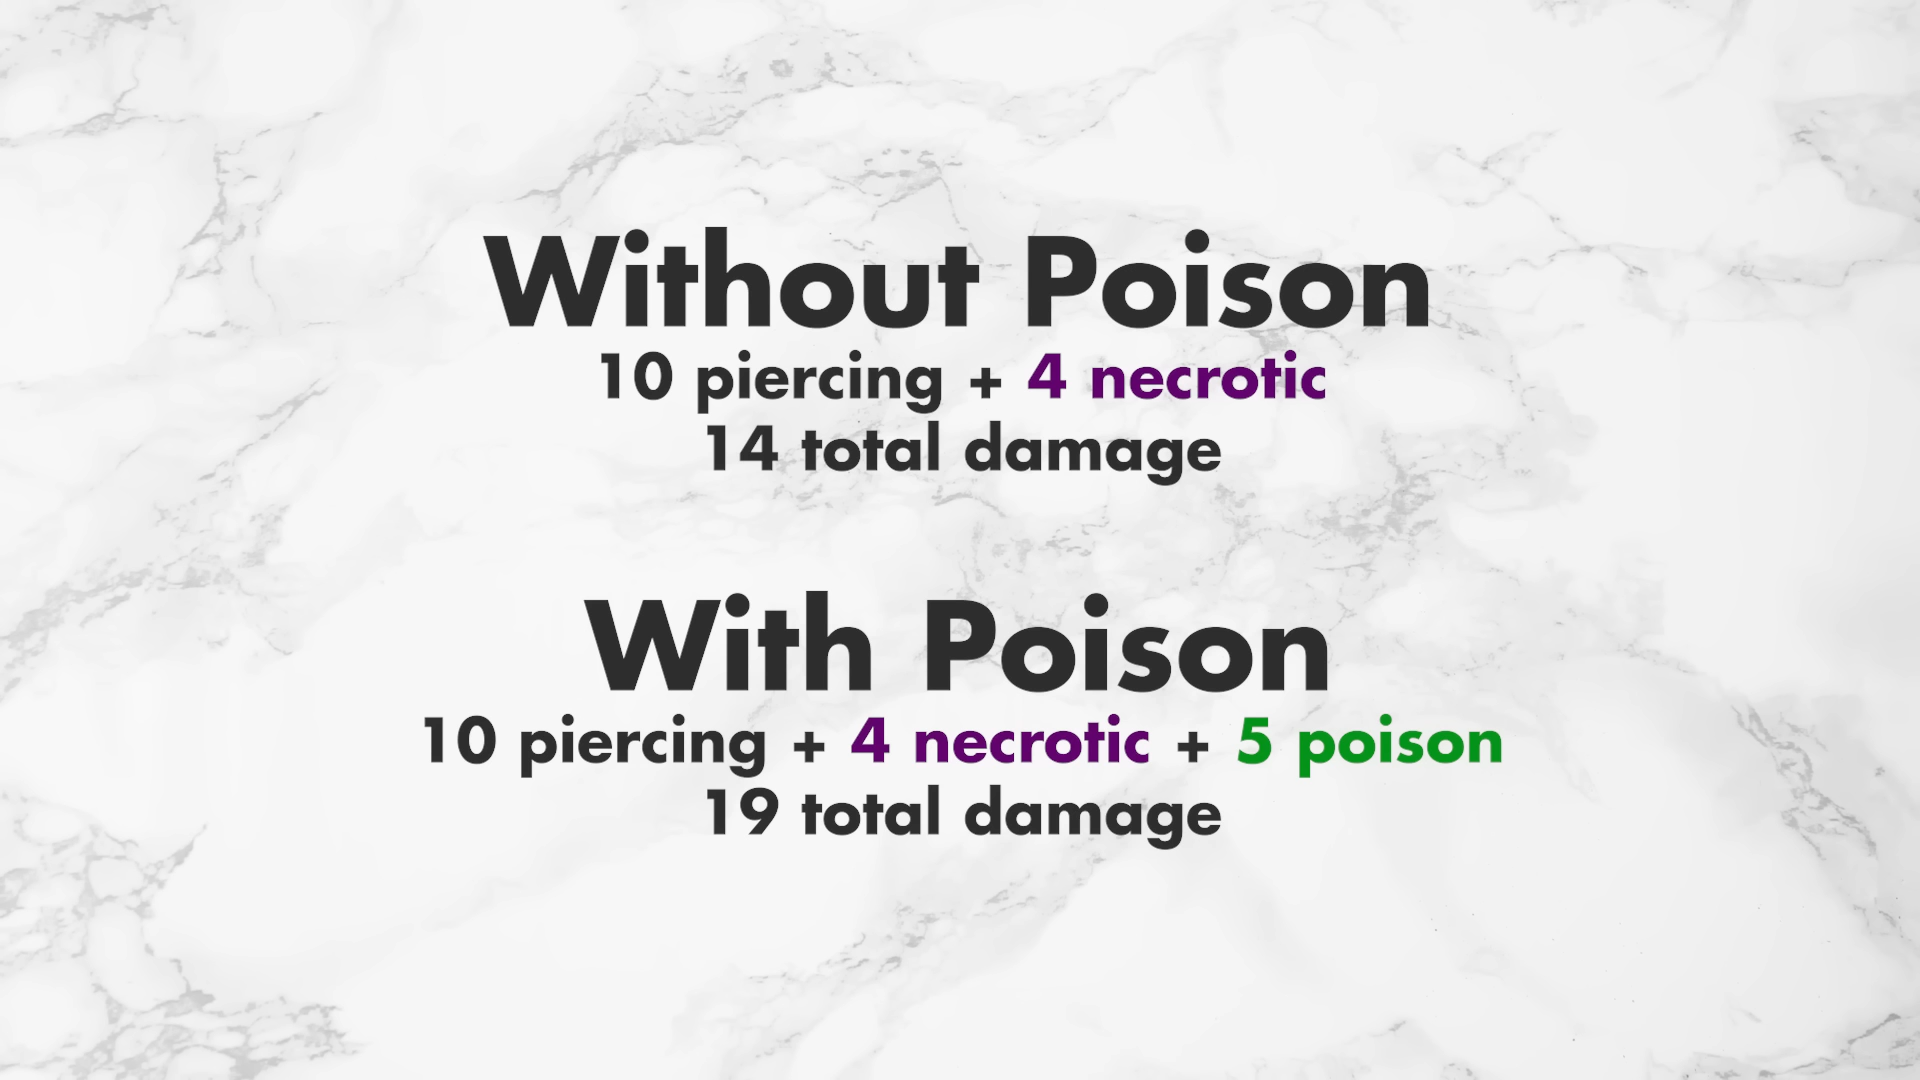 Without Poison
10 piercing + 4 necrotic
14 total damage
With Poison
10 piercing + 4 necrotic + 5 poison
19 total damage